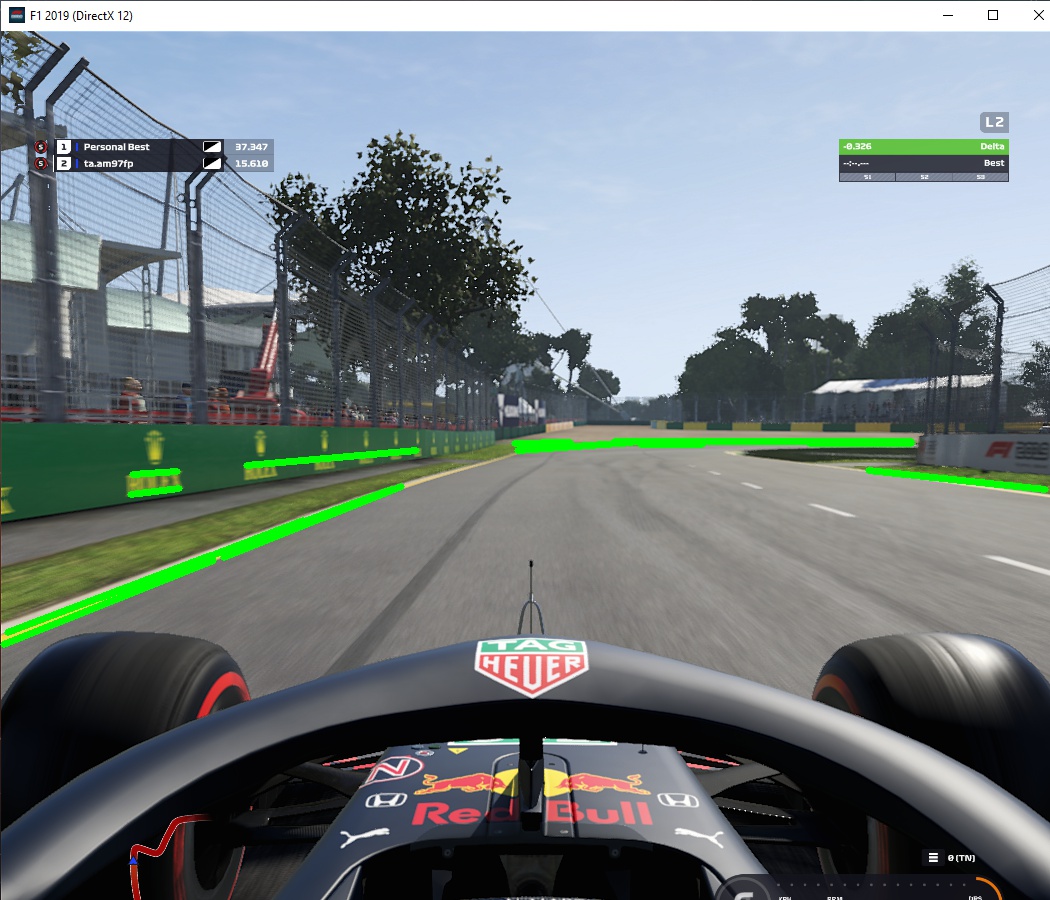 F1 2019 (DirectX 12)
L2
S 1 Personal Best 37.347
S 2 ta.am97fp 15.610
-0.326 Delta
--:--.--- Best
S1 S2 S3
TAG
HEUER
Red Bull
0 (TN)